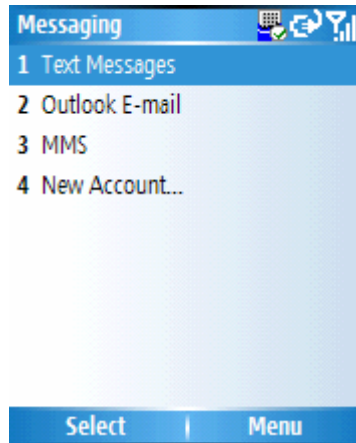 Messaging
1 Text Messages
2 Outlook E-mail
3 MMS
4 New Account...
Select Menu